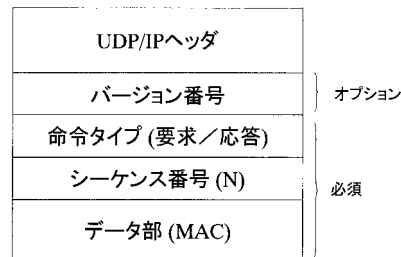 UDP/IPヘッダ
バージョン番号
オプション
命令タイプ (要求／応答)
シーケンス番号 (N)
必須
データ部 (MAC)